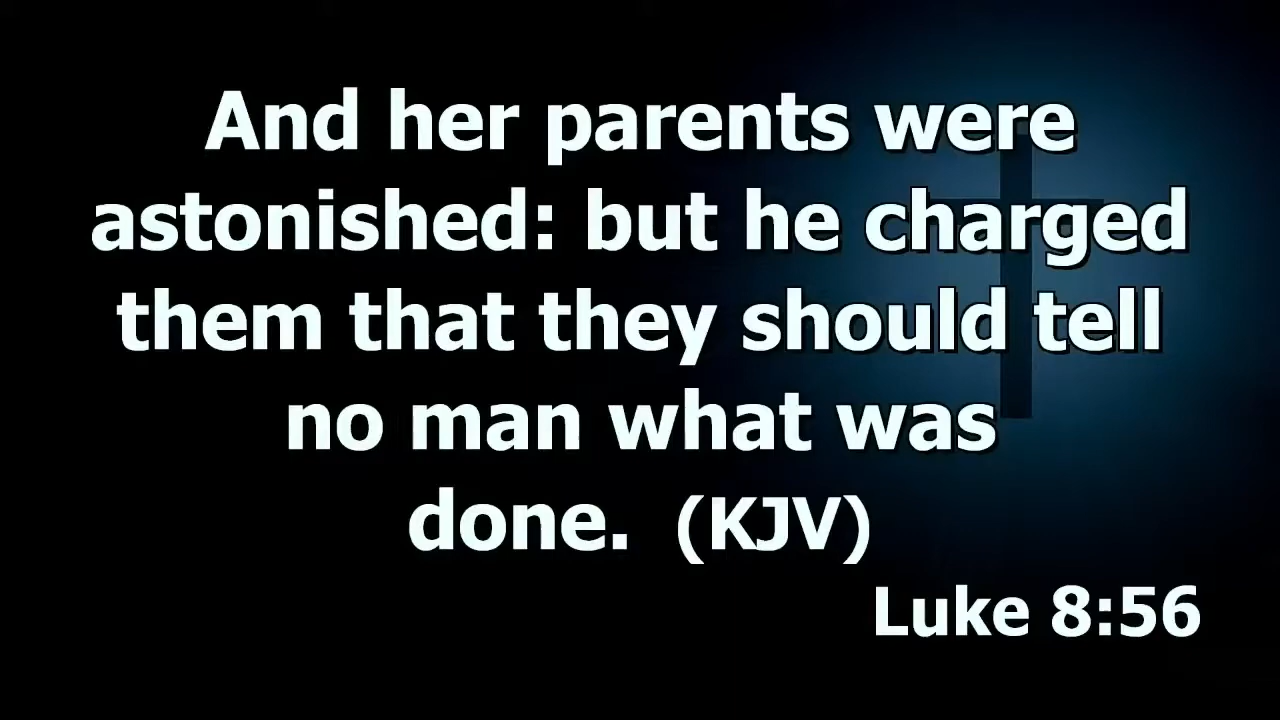 And her parents were
astonished: but he charged
them that they should tell
no man what was
done.  (KJV)
Luke 8:56